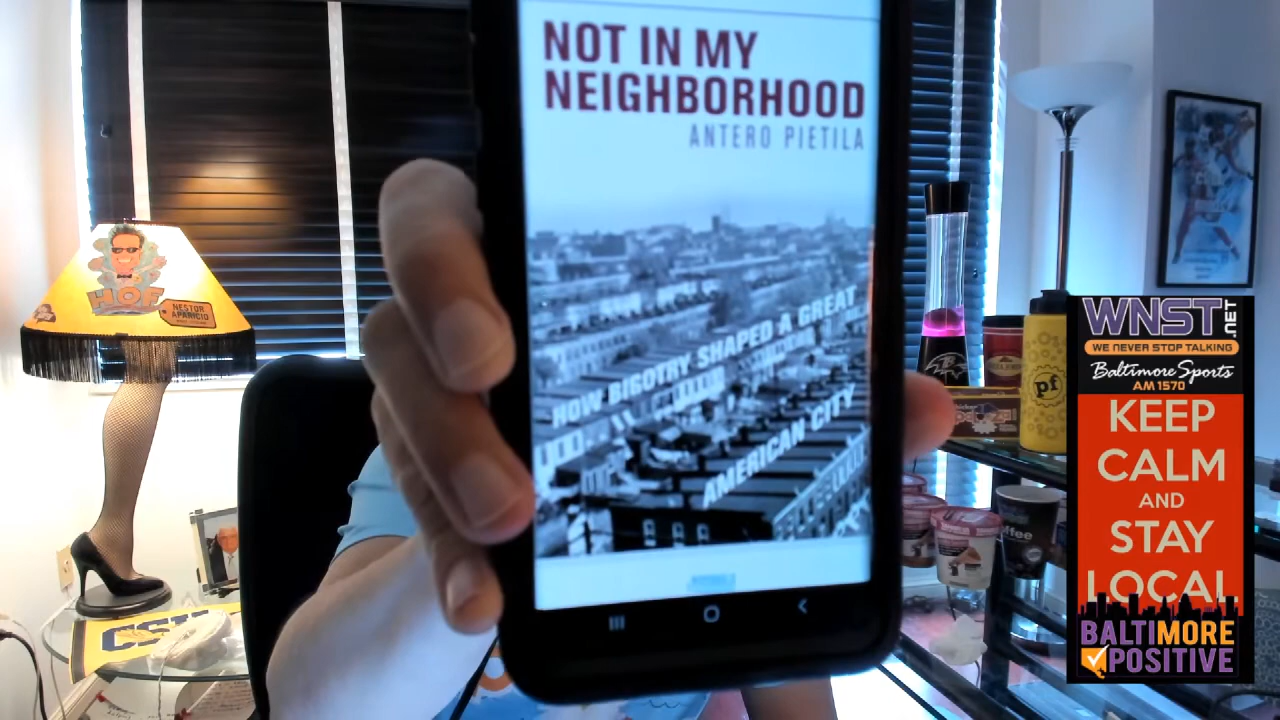 NOT IN MY
NEIGHBORHOOD
ANTERO PIETILA
HOW BIGOTRY SHAPED A GREAT
AMERICAN CITY
HOF
NESTOR
APARICIO
CSU
pf
WNST.NET
WE NEVER STOP TALKING
Baltimore Sports
AM 1570
KEEP
CALM
AND
STAY
LOCAL
BALTIMORE
POSITIVE